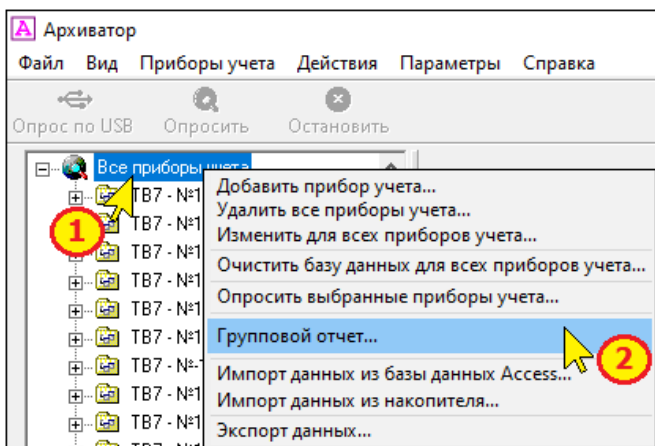 A Архиватор
Файл Вид Приборы учета Действия Параметры Справка
Опрос по USB Опросить Остановить
Все приборы учета
ТВ7 - №1
ТВ7 - №1
ТВ7 - №1
ТВ7 - №1
ТВ7 - №1
ТВ7 - №1
ТВ7 - №
ТВ7 - №1
ТВ7 - №1
Добавить прибор учета...
Удалить все приборы учета...
Изменить для всех приборов учета...
Очистить базу данных для всех приборов учета...
Опросить выбранные приборы учета...
Групповой отчет...
Импорт данных из базы данных Access...
Импорт данных из накопителя...
Экспорт данных...
1
2